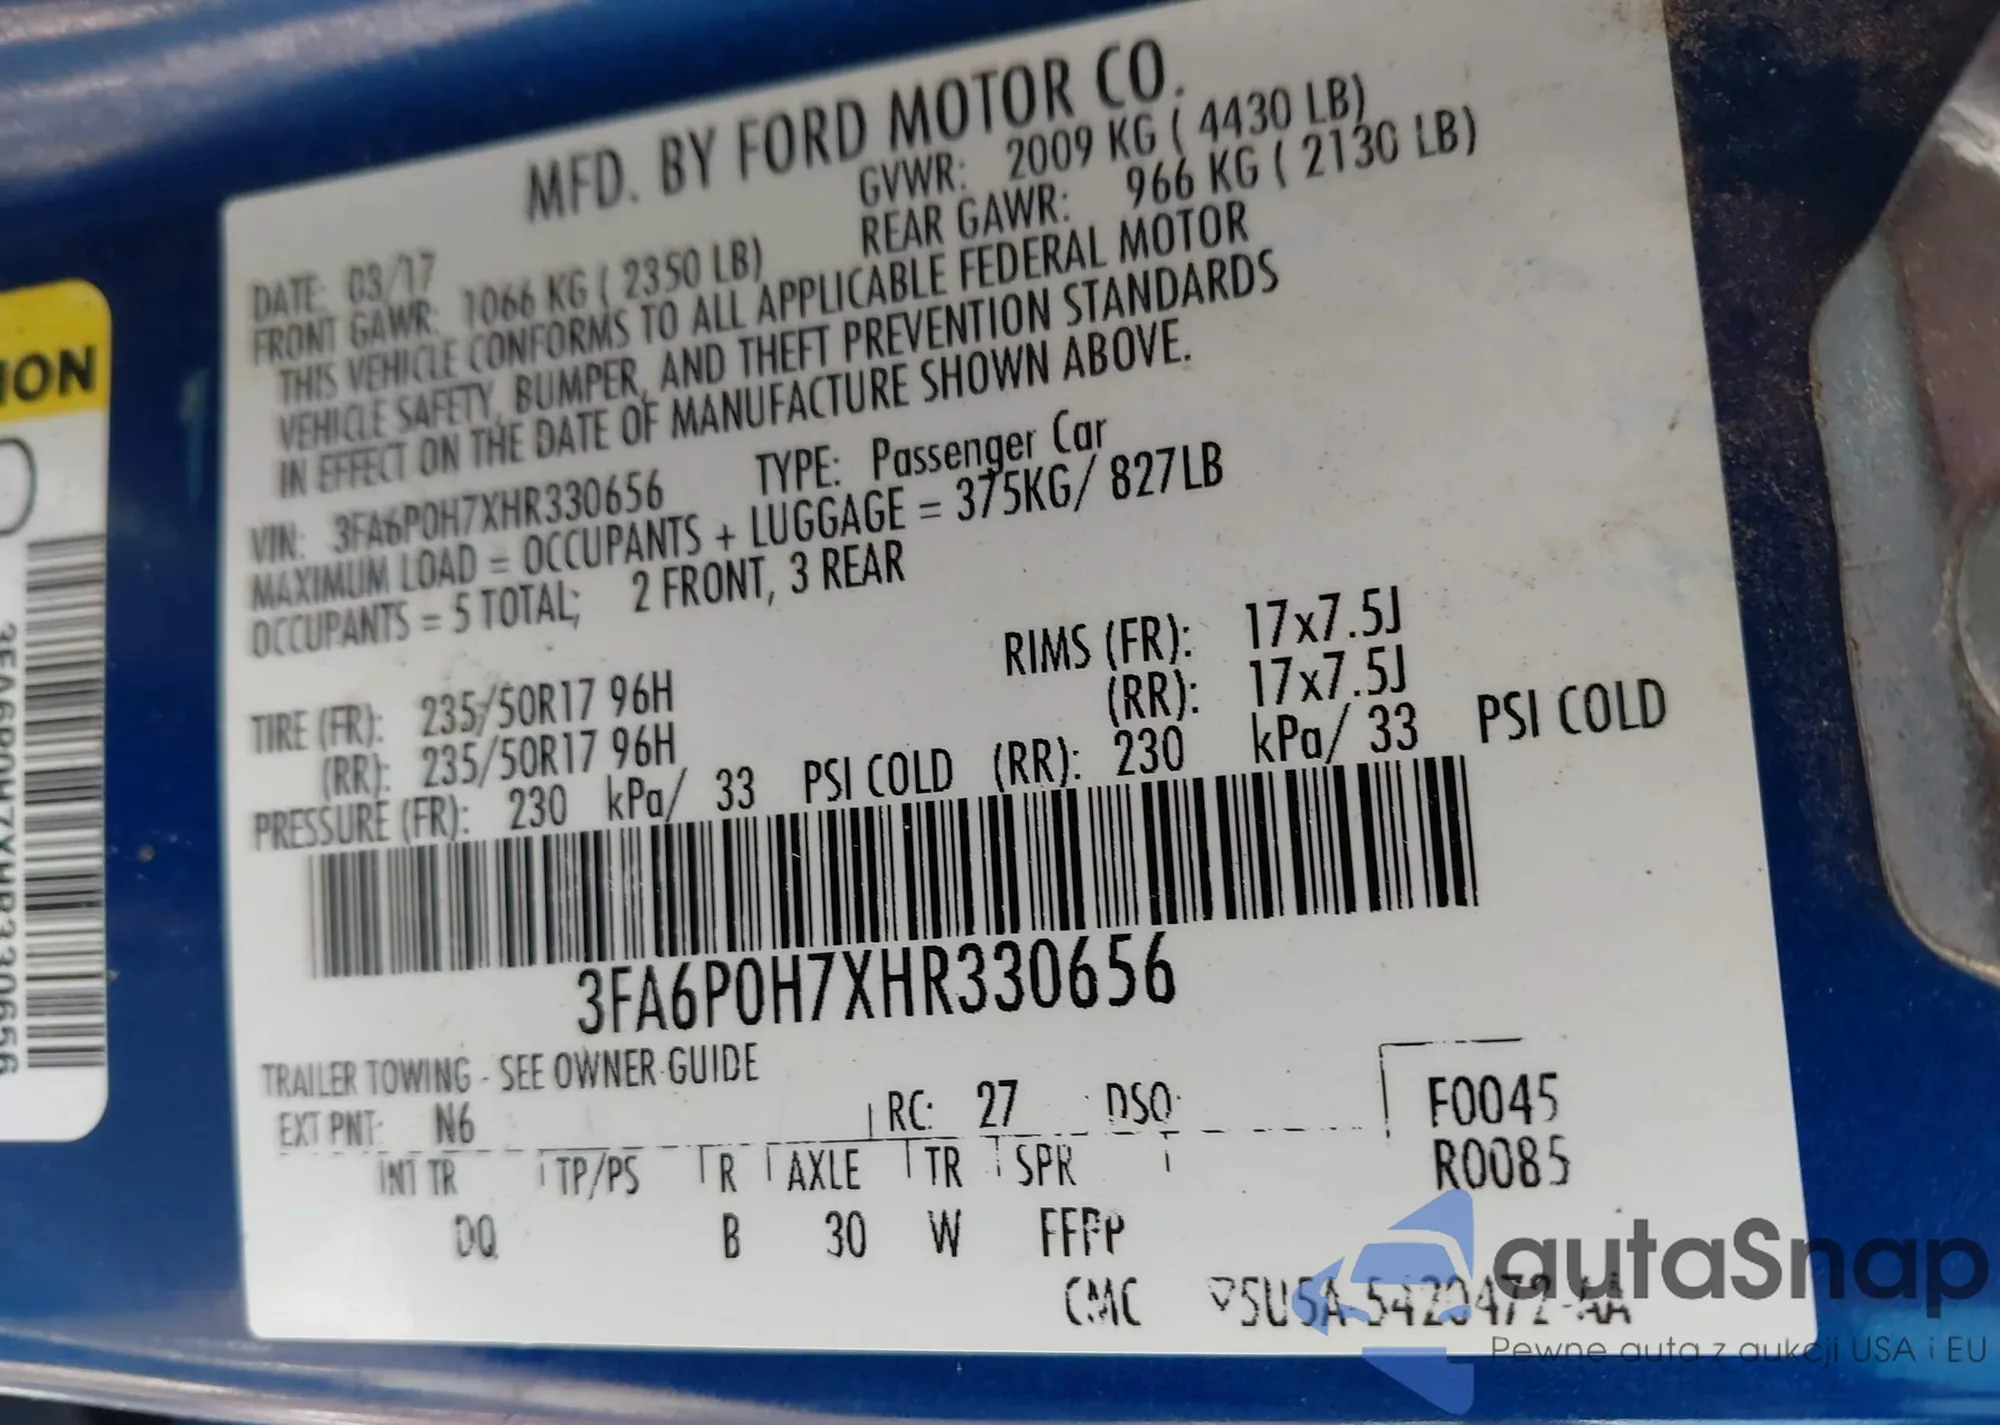 MFD. BY FORD MOTOR CO.
DATE: 03/17 GVWR: 2009 KG ( 4430 LB)
FRONT GAWR: 1066 KG ( 2350 LB) REAR GAWR: 966 KG ( 2130 LB)
THIS VEHICLE CONFORMS TO ALL APPLICABLE FEDERAL MOTOR
VEHICLE SAFETY, BUMPER, AND THEFT PREVENTION STANDARDS
IN EFFECT ON THE DATE OF MANUFACTURE SHOWN ABOVE.
VIN: 3FA6P0H7XHR330656 TYPE: Passenger Car
MAXIMUM LOAD = OCCUPANTS + LUGGAGE = 375KG/ 827LB
OCCUPANTS = 5 TOTAL; 2 FRONT, 3 REAR
TIRE (FR): 235/50R17 96H RIMS (FR): 17x7.5J
(RR): 235/50R17 96H (RR): 17x7.5J
PRESSURE (FR): 230 kPa/ 33 PSI COLD (RR): 230 kPa/ 33 PSI COLD
3FA6P0H7XHR330656
TRAILER TOWING - SEE OWNER GUIDE
EXT PNT: N6 RC: 27 DSO: F0045
R0085
INT TR TP/PS R AXLE TR SPR
DQ B 30 W FFPP
CMC
ION
3FA6P0H7XHR330656
autaSnap
Pewne auta z aukcji USA i EU